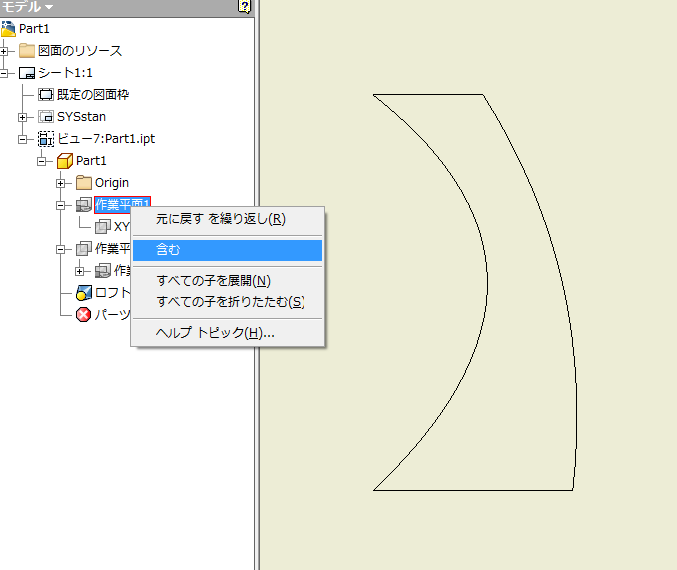 モデル
Part1
図面のリソース
シート1:1
既定の図面枠
SYSstan
ビュー7:Part1.ipt
Part1
Origin
作業平面1
XY
作業平
作業
ロフト
パーツ
元に戻す を繰り返し(R)
含む
すべての子を展開(N)
すべての子を折りたたむ(S)
ヘルプ トピック(H)...